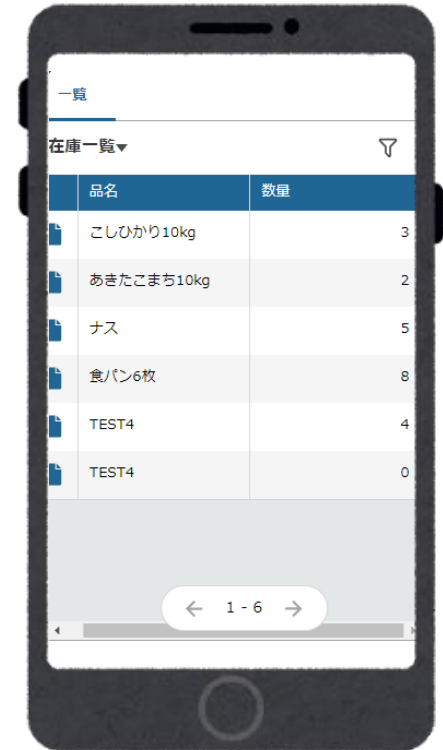 一覧
在庫一覧▾
品名 数量
こしひかり10kg 3
あきたこまち10kg 2
ナス 5
食パン6枚 8
TEST4 4
TEST4 0
← 1 - 6 →